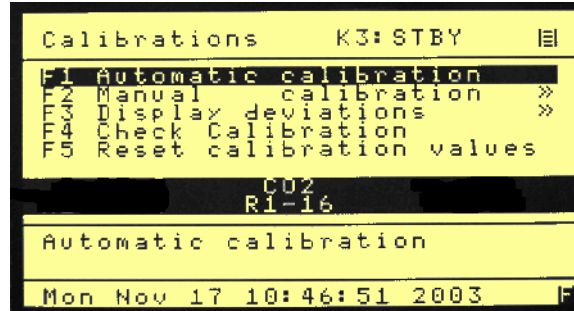 Calibrations K3:STBY
F1 Automatic calibration
F2 Manual calibration »
F3 Display deviations »
F4 Check Calibration
F5 Reset calibration values
CO2
R1-16
Automatic calibration
Mon Nov 17 10:46:51 2003 F